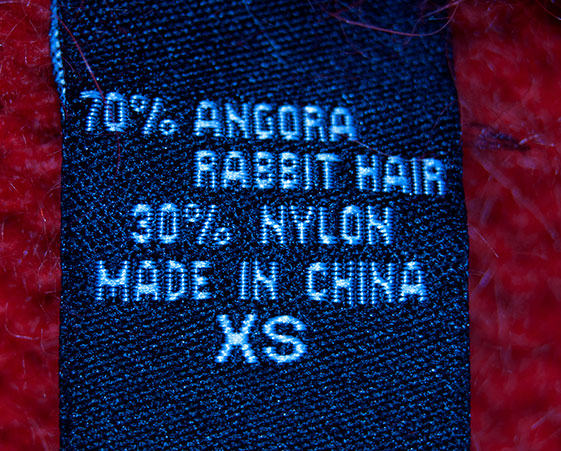 70% ANGORA
RABBIT HAIR
30% NYLON
MADE IN CHINA
XS